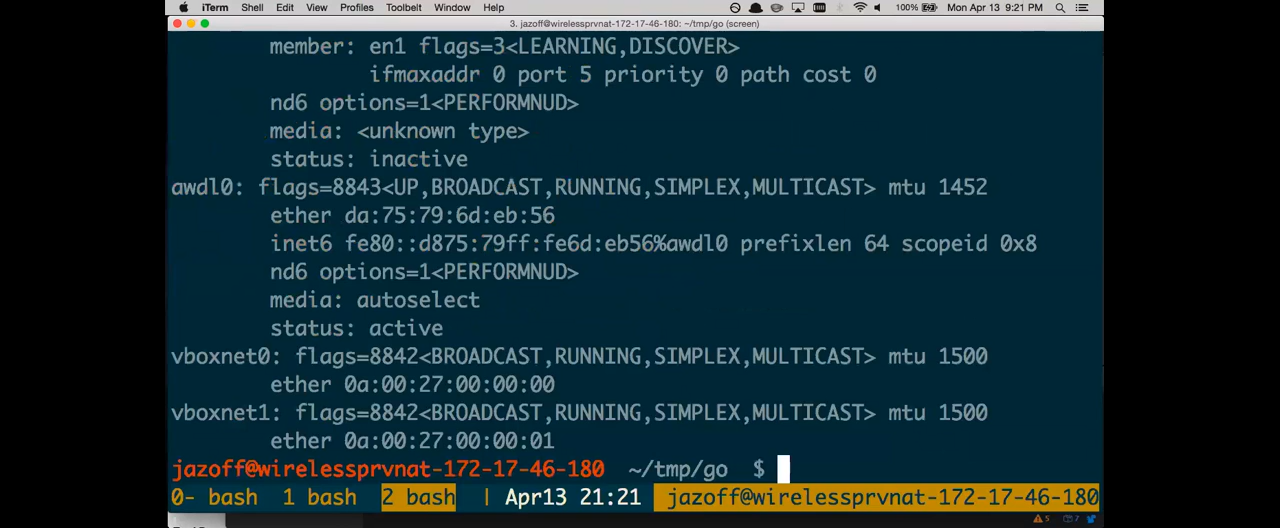 iTerm Shell Edit View Profiles Toolbelt Window Help 100% Mon Apr 13 9:21 PM
3. jazoff@wirelessprvnat-172-17-46-180: ~/tmp/go (screen)
member: en1 flags=3<LEARNING,DISCOVER>
ifmaxaddr 0 port 5 priority 0 path cost 0
nd6 options=1<PERFORMNUD>
media: <unknown type>
status: inactive
awdl0: flags=8843<UP,BROADCAST,RUNNING,SIMPLEX,MULTICAST> mtu 1452
ether da:75:79:6d:eb:56
inet6 fe80::d875:79ff:fe6d:eb56%awdl0 prefixlen 64 scopeid 0x8
nd6 options=1<PERFORMNUD>
media: autoselect
status: active
vboxnet0: flags=8842<BROADCAST,RUNNING,SIMPLEX,MULTICAST> mtu 1500
ether 0a:00:27:00:00:00
vboxnet1: flags=8842<BROADCAST,RUNNING,SIMPLEX,MULTICAST> mtu 1500
ether 0a:00:27:00:00:01
jazoff@wirelessprvnat-172-17-46-180 ~/tmp/go $
0- bash 1 bash 2 bash | Apr13 21:21 jazoff@wirelessprvnat-172-17-46-180
5 7